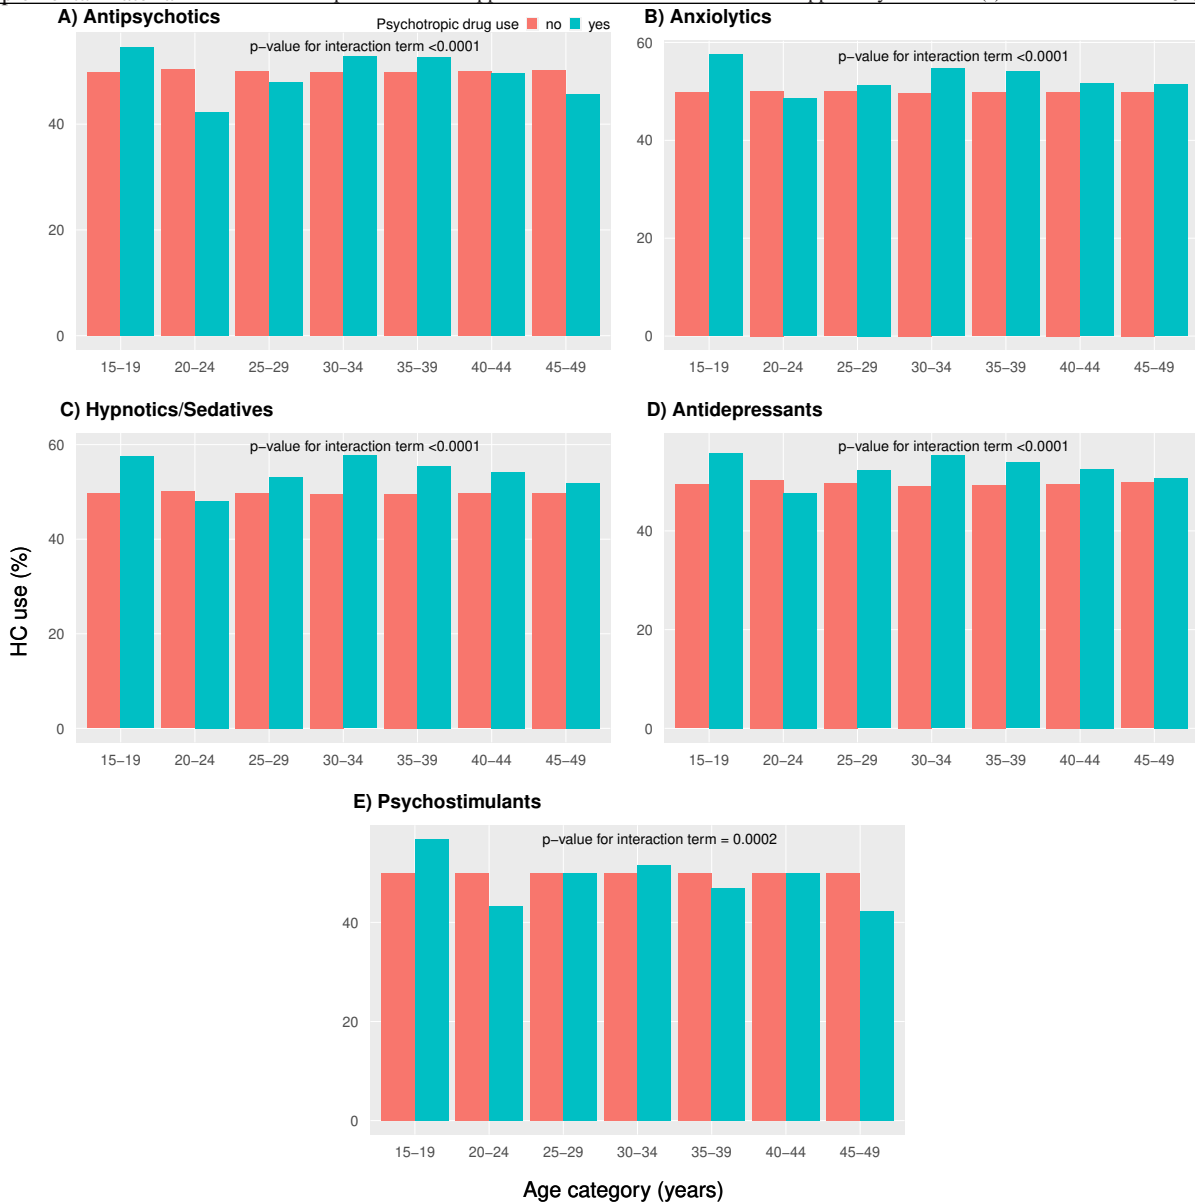 A) Antipsychotics
Psychotropic drug use no yes
p−value for interaction term <0.0001
40
20
0
15−19 20−24 25−29 30−34 35−39 40−44 45−49
B) Anxiolytics
p−value for interaction term <0.0001
60
40
20
0
15−19 20−24 25−29 30−34 35−39 40−44 45−49
C) Hypnotics/Sedatives
p−value for interaction term <0.0001
60
40
20
0
15−19 20−24 25−29 30−34 35−39 40−44 45−49
D) Antidepressants
p−value for interaction term <0.0001
40
20
0
15−19 20−24 25−29 30−34 35−39 40−44 45−49
HC use (%)
E) Psychostimulants
p−value for interaction term = 0.0002
40
20
0
15−19 20−24 25−29 30−34 35−39 40−44 45−49
Age category (years)